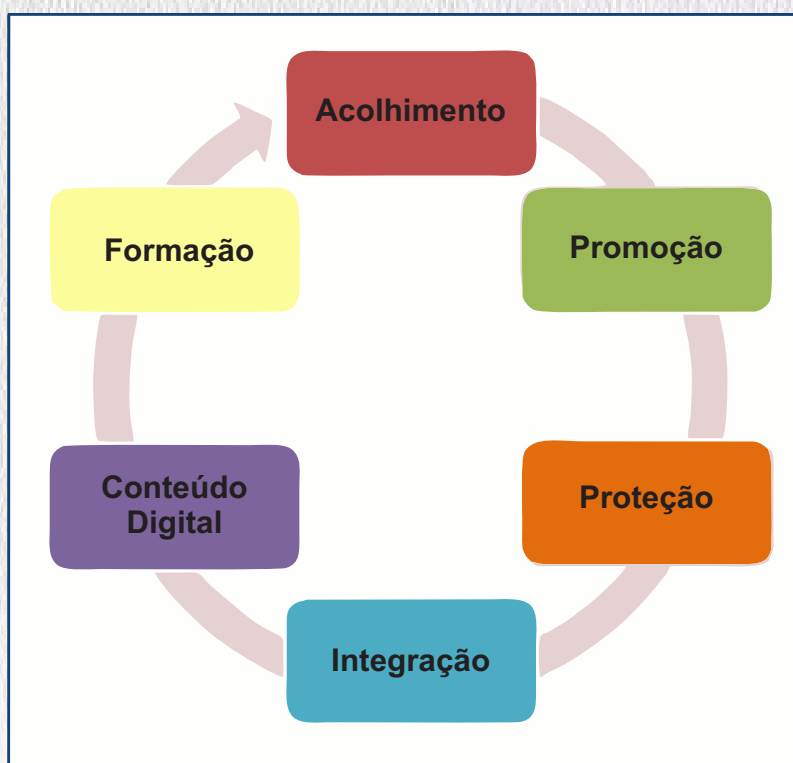 Acolhimento
Promoção
Proteção
Integração
Conteúdo
Digital
Formação